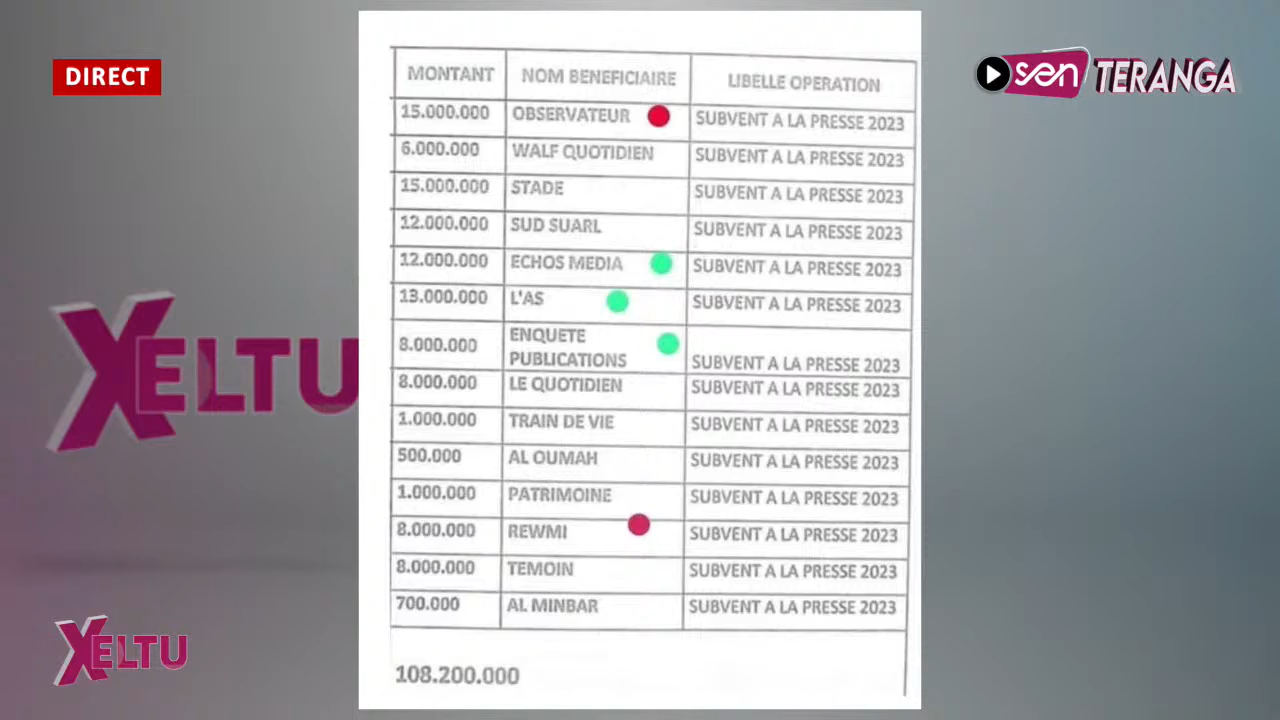 DIRECT
sen TERANGA
MONTANT NOM BENEFICIAIRE LIBELLE OPERATION
15.000.000 OBSERVATEUR SUBVENT A LA PRESSE 2023
6.000.000 WALF QUOTIDIEN SUBVENT A LA PRESSE 2023
15.000.000 STADE SUBVENT A LA PRESSE 2023
12.000.000 SUD SUARL SUBVENT A LA PRESSE 2023
12.000.000 ECHOS MEDIA SUBVENT A LA PRESSE 2023
13.000.000 L'AS SUBVENT A LA PRESSE 2023
8.000.000 ENQUETE
PUBLICATIONS SUBVENT A LA PRESSE 2023
8.000.000 LE QUOTIDIEN SUBVENT A LA PRESSE 2023
1.000.000 TRAIN DE VIE SUBVENT A LA PRESSE 2023
500.000 AL OUMAH SUBVENT A LA PRESSE 2023
1.000.000 PATRIMOINE SUBVENT A LA PRESSE 2023
8.000.000 REWMI SUBVENT A LA PRESSE 2023
8.000.000 TEMOIN SUBVENT A LA PRESSE 2023
700.000 AL MINBAR SUBVENT A LA PRESSE 2023
108.200.000
XELTU
XELTU